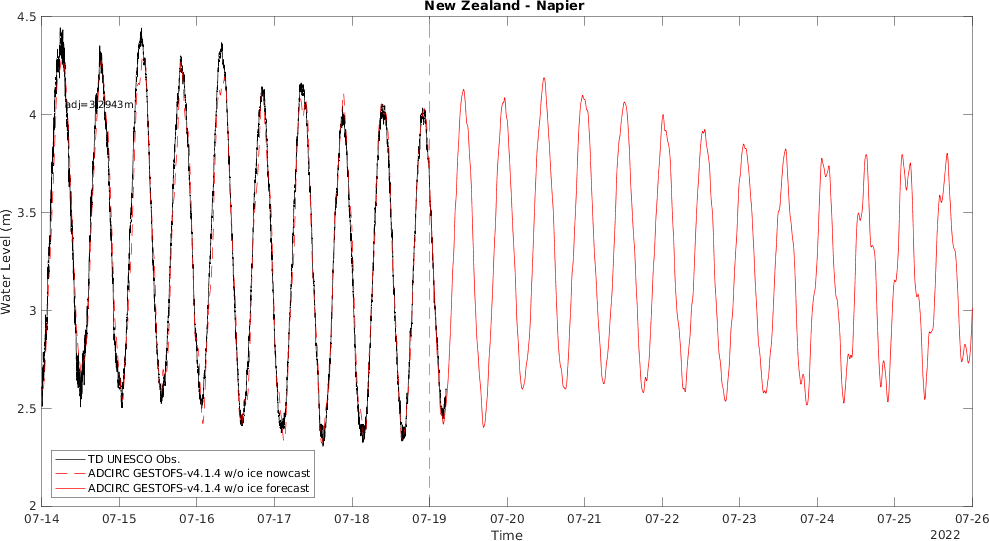 New Zealand - Napier
4.5
4
3.5
3
2.5
2
Water Level (m)
adj=3.2943m
TD UNESCO Obs.
ADCIRC GESTOFS-v4.1.4 w/o ice nowcast
ADCIRC GESTOFS-v4.1.4 w/o ice forecast
07-14 07-15 07-16 07-17 07-18 07-19 07-20 07-21 07-22 07-23 07-24 07-25 07-26
Time
2022